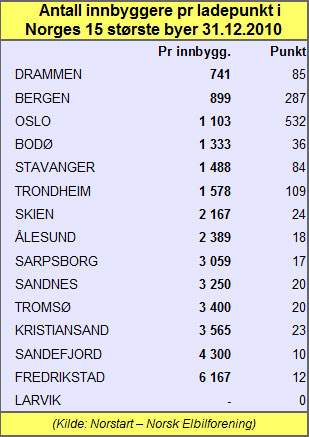 Antall innbyggere pr ladepunkt i
Norges 15 største byer 31.12.2010
Pr innbygg. Punkt
DRAMMEN 741 85
BERGEN 899 287
OSLO 1 103 532
BODØ 1 333 36
STAVANGER 1 488 84
TRONDHEIM 1 578 109
SKIEN 2 167 24
ÅLESUND 2 389 18
SARPSBORG 3 059 17
SANDNES 3 250 20
TROMSØ 3 400 20
KRISTIANSAND 3 565 23
SANDEFJORD 4 300 10
FREDRIKSTAD 6 167 12
LARVIK - 0
(Kilde: Norstart – Norsk Elbilforening)